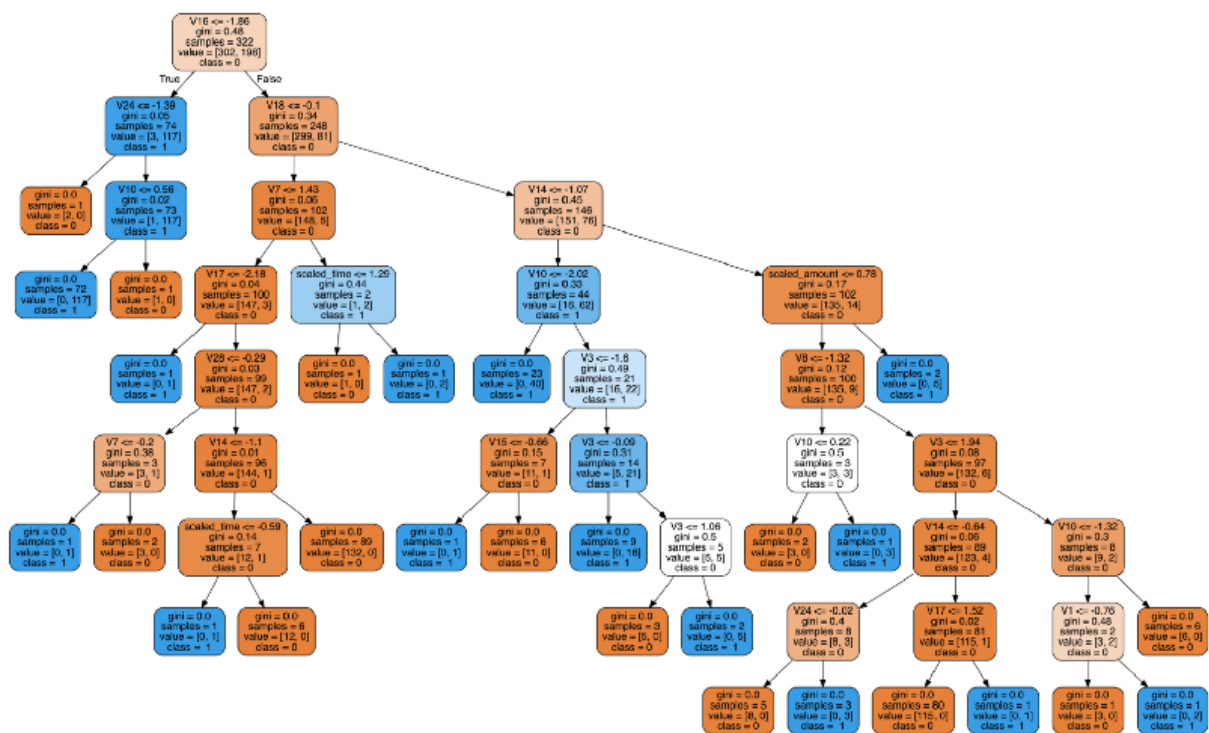 V16 <= -1.86
gini = 0.48
samples = 322
value = [302, 198]
class = 0
True
False
V24 <= -1.39
gini = 0.05
samples = 74
value = [3, 117]
class = 1
V18 <= -0.1
gini = 0.34
samples = 248
value = [299, 81]
class = 0
gini = 0.0
samples = 1
value = [2, 0]
class = 0
V10 <= 0.56
gini = 0.02
samples = 73
value = [1, 117]
class = 1
V7 <= 1.43
gini = 0.06
samples = 102
value = [148, 5]
class = 0
V14 <= -1.07
gini = 0.45
samples = 146
value = [151, 76]
class = 0
gini = 0.0
samples = 72
value = [0, 117]
class = 1
gini = 0.0
samples = 1
value = [1, 0]
class = 0
V17 <= -2.18
gini = 0.04
samples = 100
value = [147, 3]
class = 0
scaled_time <= 1.29
gini = 0.44
samples = 2
value = [1, 2]
class = 1
V10 <= -2.02
gini = 0.33
samples = 44
value = [16, 62]
class = 1
scaled_amount <= 0.78
gini = 0.17
samples = 102
value = [135, 14]
class = 0
gini = 0.0
samples = 1
value = [0, 1]
class = 1
V28 <= -0.29
gini = 0.03
samples = 99
value = [147, 2]
class = 0
gini = 0.0
samples = 1
value = [1, 0]
class = 0
gini = 0.0
samples = 1
value = [0, 2]
class = 1
gini = 0.0
samples = 23
value = [0, 40]
class = 1
V3 <= -1.6
gini = 0.49
samples = 21
value = [16, 22]
class = 1
V8 <= -1.32
gini = 0.12
samples = 100
value = [135, 9]
class = 0
gini = 0.0
samples = 2
value = [0, 5]
class = 1
V7 <= -0.2
gini = 0.38
samples = 3
value = [3, 1]
class = 0
V14 <= -1.1
gini = 0.01
samples = 96
value = [144, 1]
class = 0
V15 <= -0.66
gini = 0.15
samples = 7
value = [11, 1]
class = 0
V3 <= -0.09
gini = 0.31
samples = 14
value = [5, 21]
class = 1
V10 <= 0.22
gini = 0.5
samples = 3
value = [3, 3]
class = 0
V3 <= 1.94
gini = 0.08
samples = 97
value = [132, 6]
class = 0
gini = 0.0
samples = 1
value = [0, 1]
class = 1
gini = 0.0
samples = 2
value = [3, 0]
class = 0
scaled_time <= -0.59
gini = 0.14
samples = 7
value = [12, 1]
class = 0
gini = 0.0
samples = 89
value = [132, 0]
class = 0
gini = 0.0
samples = 1
value = [0, 1]
class = 1
gini = 0.0
samples = 6
value = [11, 0]
class = 0
gini = 0.0
samples = 9
value = [0, 16]
class = 1
V3 <= 1.06
gini = 0.5
samples = 5
value = [5, 5]
class = 0
gini = 0.0
samples = 2
value = [3, 0]
class = 0
gini = 0.0
samples = 1
value = [0, 3]
class = 1
V14 <= -0.64
gini = 0.06
samples = 89
value = [123, 4]
class = 0
V10 <= -1.32
gini = 0.3
samples = 8
value = [9, 2]
class = 0
gini = 0.0
samples = 1
value = [0, 1]
class = 1
gini = 0.0
samples = 6
value = [12, 0]
class = 0
gini = 0.0
samples = 3
value = [5, 0]
class = 0
gini = 0.0
samples = 2
value = [0, 5]
class = 1
V24 <= -0.02
gini = 0.4
samples = 8
value = [8, 3]
class = 0
V17 <= 1.52
gini = 0.02
samples = 81
value = [115, 1]
class = 0
V1 <= -0.76
gini = 0.48
samples = 2
value = [3, 2]
class = 0
gini = 0.0
samples = 6
value = [6, 0]
class = 0
gini = 0.0
samples = 5
value = [8, 0]
class = 0
gini = 0.0
samples = 3
value = [0, 3]
class = 1
gini = 0.0
samples = 80
value = [115, 0]
class = 0
gini = 0.0
samples = 1
value = [0, 1]
class = 1
gini = 0.0
samples = 1
value = [3, 0]
class = 0
gini = 0.0
samples = 1
value = [0, 2]
class = 1